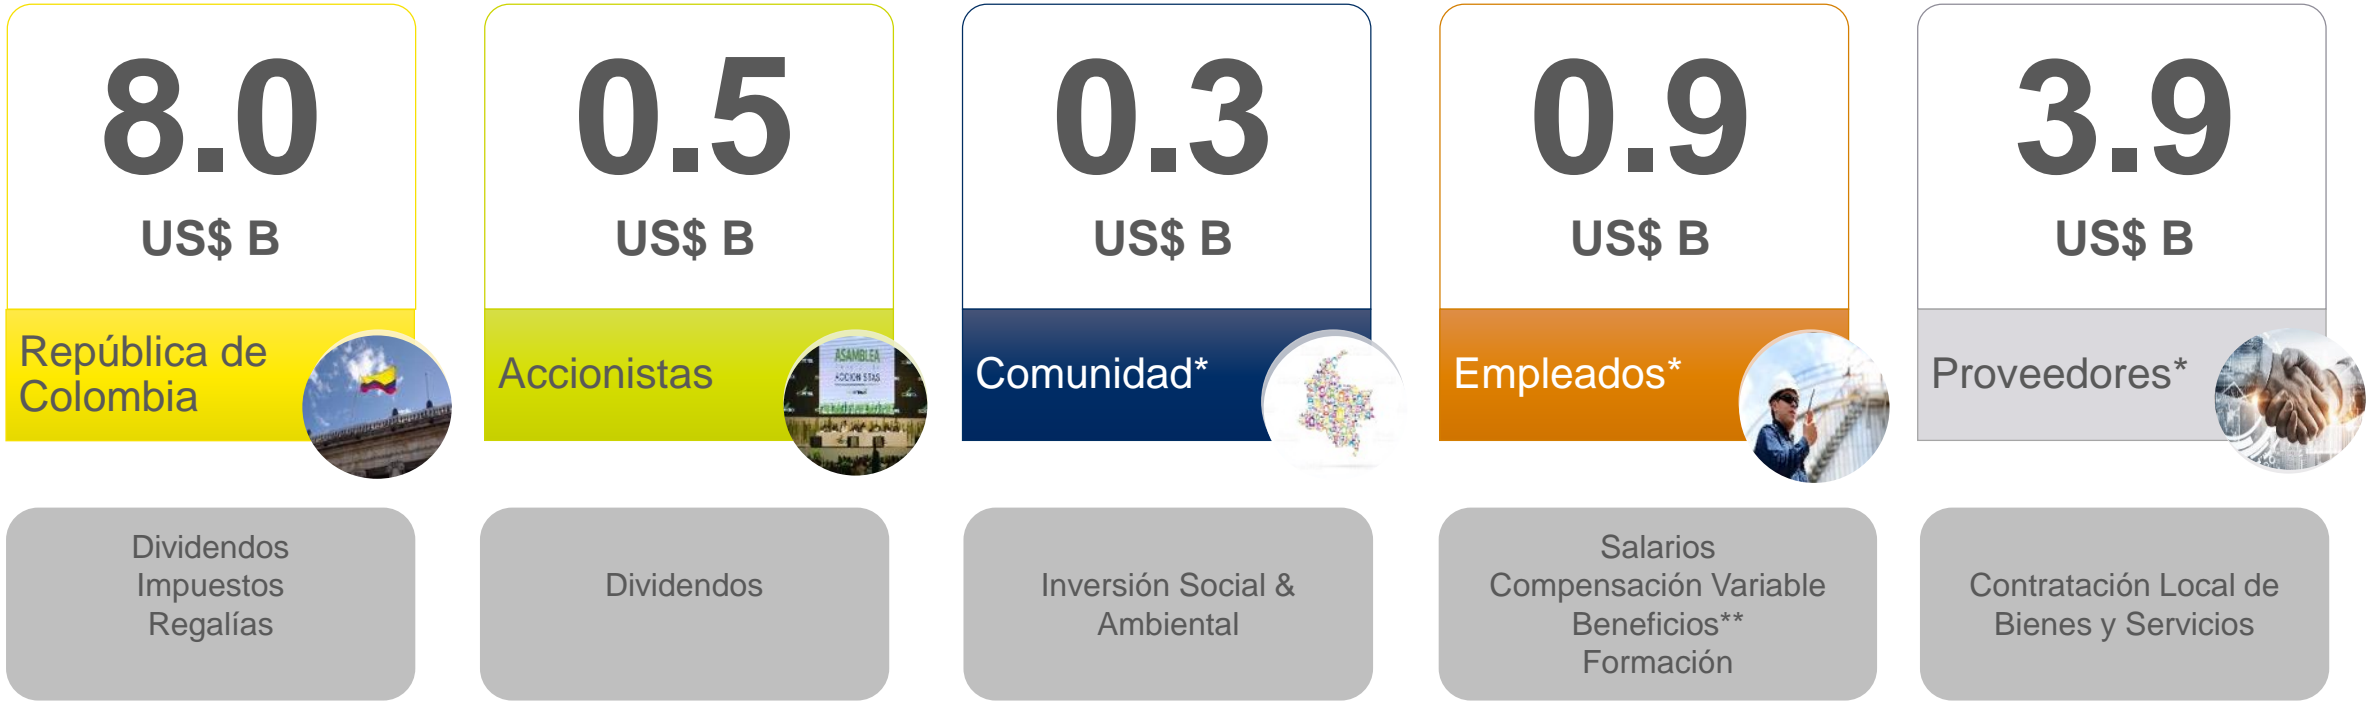 8.0
US$ B
República de
Colombia
Dividendos
Impuestos
Regalías
0.5
US$ B
Accionistas
ASAMBLEA
ACCIONISTAS
Dividendos
0.3
US$ B
Comunidad*
Inversión Social &
Ambiental
0.9
US$ B
Empleados*
Salarios
Compensación Variable
Beneficios**
Formación
3.9
US$ B
Proveedores*
Contratación Local de
Bienes y Servicios